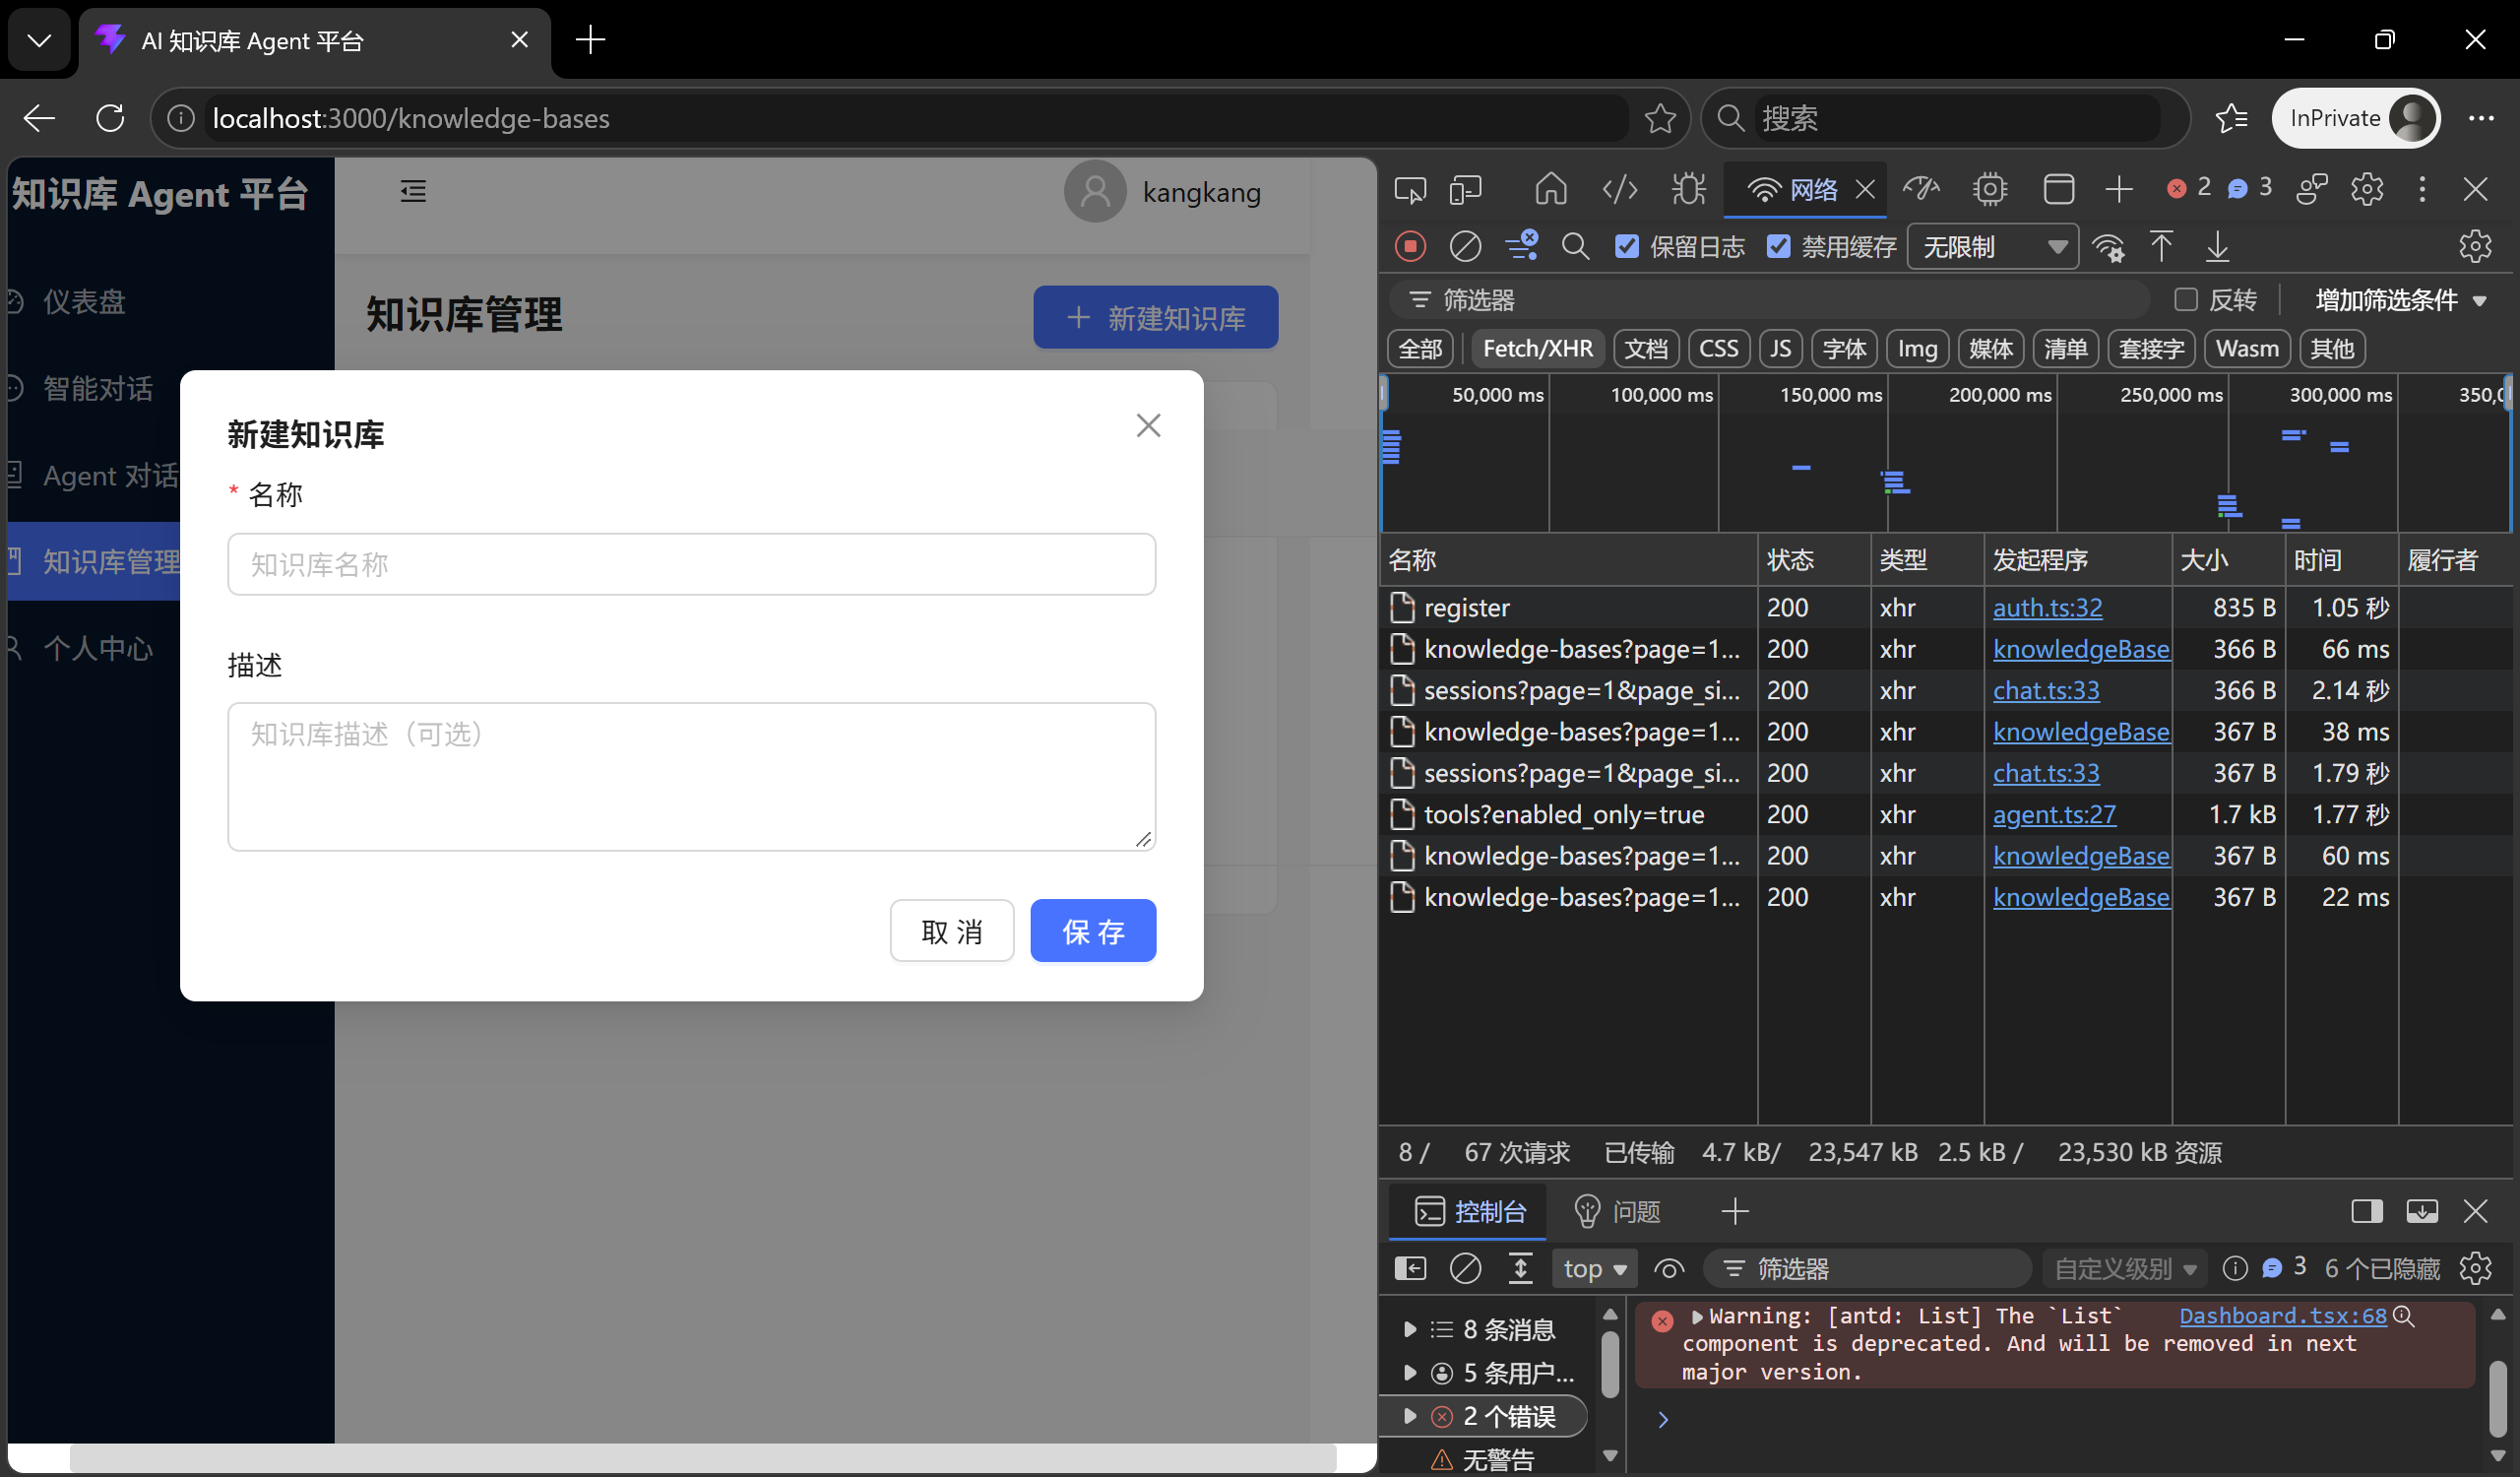 AI 知识库 Agent 平台
localhost:3000/knowledge-bases
搜索
InPrivate
知识库 Agent 平台
仪表盘
智能对话
Agent 对话
知识库管理
个人中心
kangkang
知识库管理
新建知识库
新建知识库
* 名称
知识库名称
描述
知识库描述（可选）
取 消
保 存
网络
2
3
保留日志
禁用缓存
无限制
筛选器
反转
增加筛选条件
全部
Fetch/XHR
文档
CSS
JS
字体
Img
媒体
清单
套接字
Wasm
其他
50,000 ms
100,000 ms
150,000 ms
200,000 ms
250,000 ms
300,000 ms
350,0
名称 状态 类型 发起程序 大小 时间 履行者
register 200 xhr auth.ts:32 835 B 1.05 秒
knowledge-bases?page=1... 200 xhr knowledgeBase 366 B 66 ms
sessions?page=1&page_si... 200 xhr chat.ts:33 366 B 2.14 秒
knowledge-bases?page=1... 200 xhr knowledgeBase 367 B 38 ms
sessions?page=1&page_si... 200 xhr chat.ts:33 367 B 1.79 秒
tools?enabled_only=true 200 xhr agent.ts:27 1.7 kB 1.77 秒
knowledge-bases?page=1... 200 xhr knowledgeBase 367 B 60 ms
knowledge-bases?page=1... 200 xhr knowledgeBase 367 B 22 ms
8 / 67 次请求 已传输 4.7 kB/ 23,547 kB 2.5 kB / 23,530 kB 资源
控制台
问题
top
筛选器
自定义级别
3
6 个已隐藏
8 条消息
5 条用户...
2 个错误
无警告
Warning: [antd: List] The `List` Dashboard.tsx:68
component is deprecated. And will be removed in next
major version.